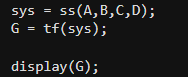 sys = ss(A,B,C,D);
G = tf(sys);
display(G);